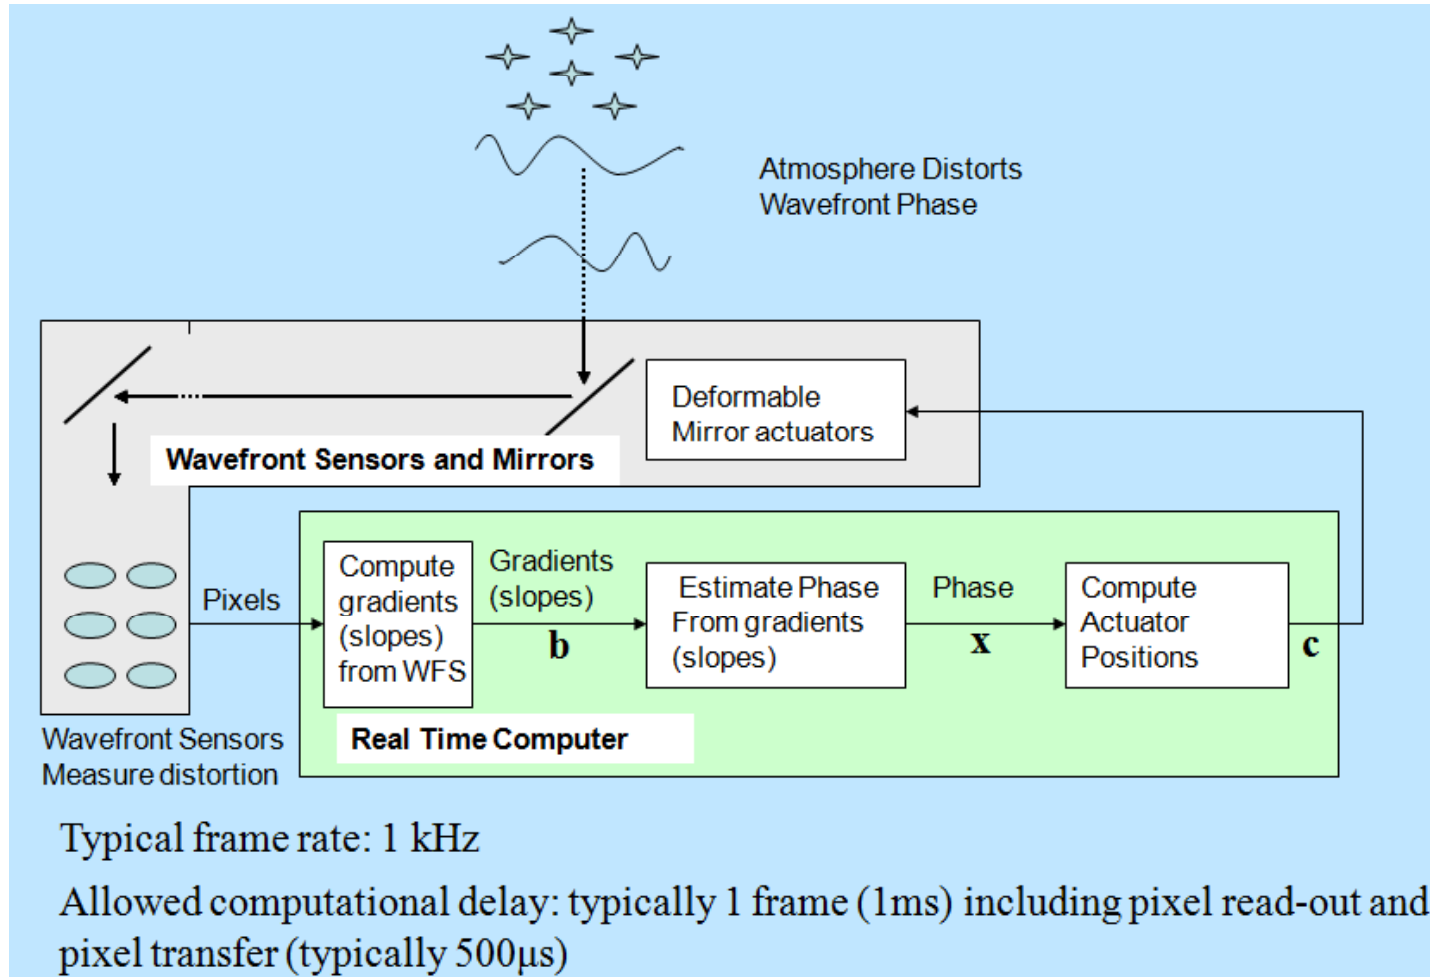 Atmosphere Distorts
Wavefront Phase
Deformable
Mirror actuators
Wavefront Sensors and Mirrors
Pixels
Compute
gradients
(slopes)
from WFS
Gradients
(slopes)
b
Estimate Phase
From gradients
(slopes)
Phase
x
Compute
Actuator
Positions
c
Real Time Computer
Wavefront Sensors
Measure distortion
Typical frame rate: 1 kHz
Allowed computational delay: typically 1 frame (1ms) including pixel read-out and
pixel transfer (typically 500μs)